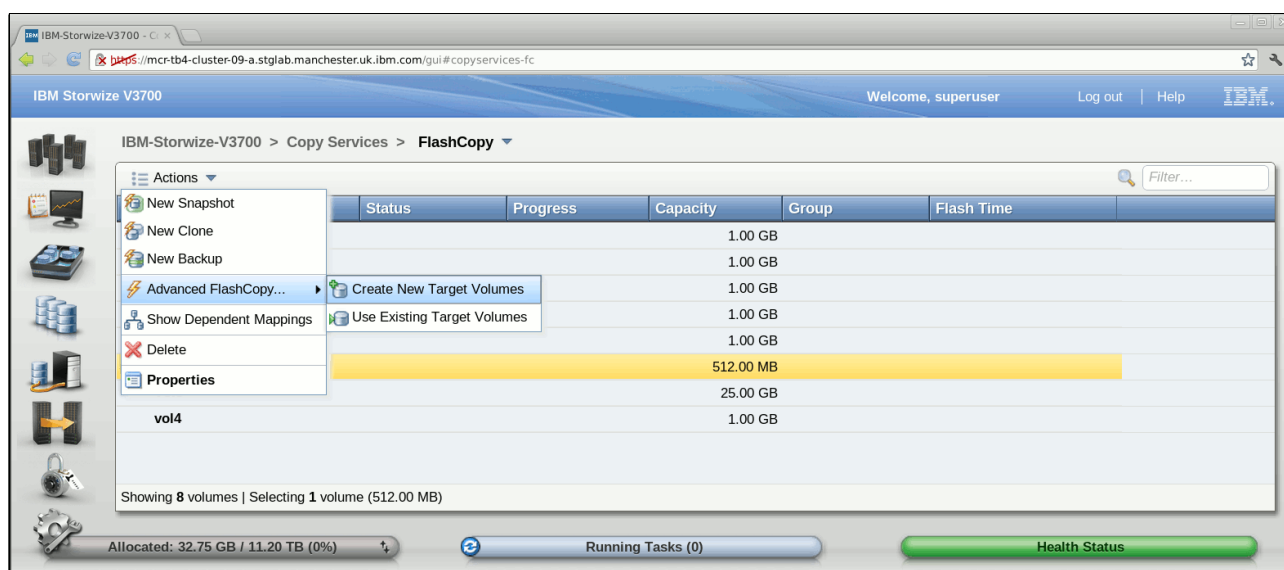 IBM-Storwize-V3700 - C
https://mcr-tb4-cluster-09-a.stglab.manchester.uk.ibm.com/gui#copyservices-fc
IBM Storwize V3700
Welcome, superuser
Log out | Help
IBM.
IBM-Storwize-V3700 > Copy Services > FlashCopy
Actions
Filter...
Status Progress Capacity Group Flash Time
New Snapshot
New Clone
New Backup
Advanced FlashCopy...
Create New Target Volumes
Use Existing Target Volumes
Show Dependent Mappings
Delete
Properties
1.00 GB
1.00 GB
1.00 GB
1.00 GB
1.00 GB
512.00 MB
25.00 GB
vol4 1.00 GB
Showing 8 volumes | Selecting 1 volume (512.00 MB)
Allocated: 32.75 GB / 11.20 TB (0%)
Running Tasks (0)
Health Status